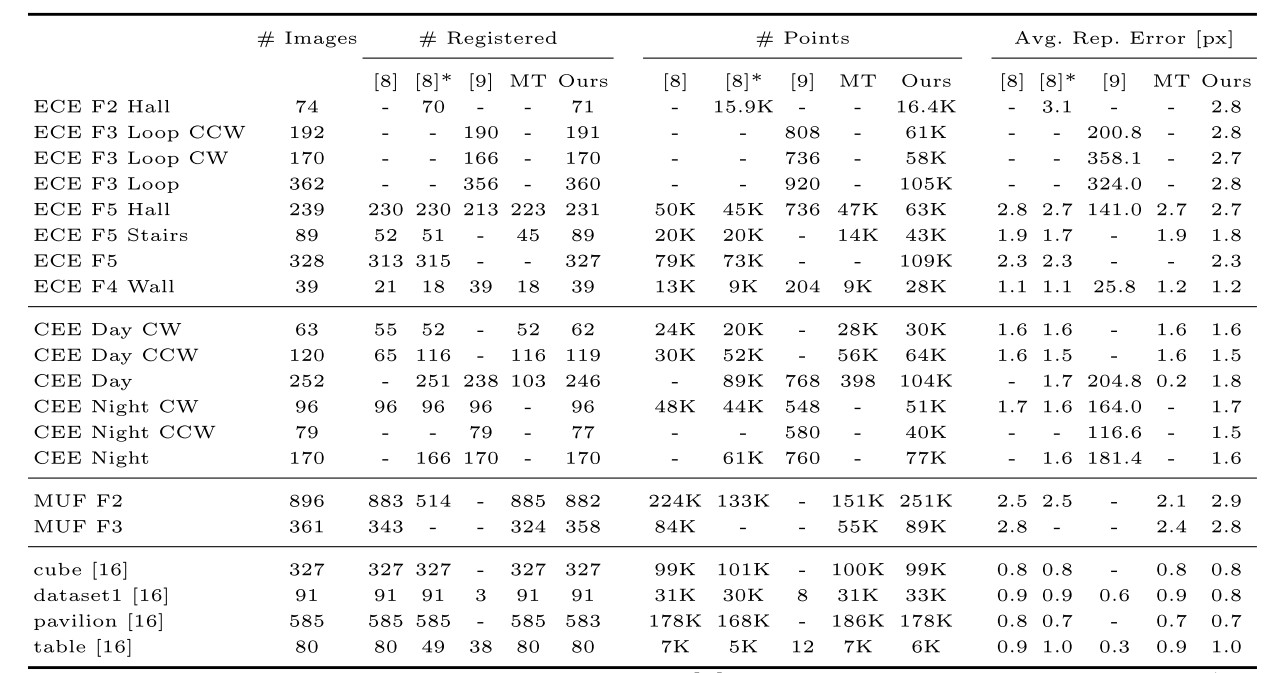 # Images # Registered # Points Avg. Rep. Error [px]
[8] [8]* [9] MT Ours [8] [8]* [9] MT Ours [8] [8]* [9] MT Ours
ECE F2 Hall 74 - 70 - - 71 - 15.9K - - 16.4K - 3.1 - - 2.8
ECE F3 Loop CCW 192 - - 190 - 191 - - 808 - 61K - - 200.8 - 2.8
ECE F3 Loop CW 170 - - 166 - 170 - - 736 - 58K - - 358.1 - 2.7
ECE F3 Loop 362 - - 356 - 360 - - 920 - 105K - - 324.0 - 2.8
ECE F5 Hall 239 230 230 213 223 231 50K 45K 736 47K 63K 2.8 2.7 141.0 2.7 2.7
ECE F5 Stairs 89 52 51 - 45 89 20K 20K - 14K 43K 1.9 1.7 - 1.9 1.8
ECE F5 328 313 315 - - 327 79K 73K - - 109K 2.3 2.3 - - 2.3
ECE F4 Wall 39 21 18 39 18 39 13K 9K 204 9K 28K 1.1 1.1 25.8 1.2 1.2
CEE Day CW 63 55 52 - 52 62 24K 20K - 28K 30K 1.6 1.6 - 1.6 1.6
CEE Day CCW 120 65 116 - 116 119 30K 52K - 56K 64K 1.6 1.5 - 1.6 1.5
CEE Day 252 - 251 238 103 246 - 89K 768 398 104K - 1.7 204.8 0.2 1.8
CEE Night CW 96 96 96 96 - 96 48K 44K 548 - 51K 1.7 1.6 164.0 - 1.7
CEE Night CCW 79 - - 79 - 77 - - 580 - 40K - - 116.6 - 1.5
CEE Night 170 - 166 170 - 170 - 61K 760 - 77K - 1.6 181.4 - 1.6
MUF F2 896 883 514 - 885 882 224K 133K - 151K 251K 2.5 2.5 - 2.1 2.9
MUF F3 361 343 - - 324 358 84K - - 55K 89K 2.8 - - 2.4 2.8
cube [16] 327 327 327 - 327 327 99K 101K - 100K 99K 0.8 0.8 - 0.8 0.8
dataset1 [16] 91 91 91 3 91 91 31K 30K 8 31K 33K 0.9 0.9 0.6 0.9 0.8
pavilion [16] 585 585 585 - 585 583 178K 168K - 186K 178K 0.8 0.7 - 0.7 0.7
table [16] 80 80 49 38 80 80 7K 5K 12 7K 6K 0.9 1.0 0.3 0.9 1.0